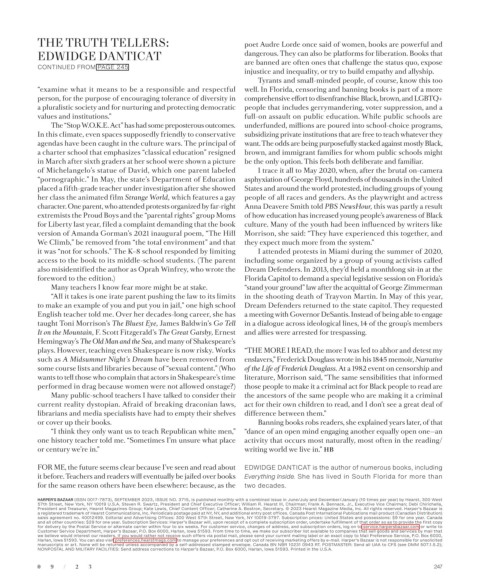 THE TRUTH TELLERS:
EDWIDGE DANTICAT
CONTINUED FROM PAGE 245
"examine what it means to be a responsible and respectful
person, for the purpose of encouraging tolerance of diversity in
a pluralistic society and for nurturing and protecting democratic
values and institutions."
The "Stop W.O.K.E. Act" has had some preposterous outcomes.
In this climate, even spaces supposedly friendly to conservative
agendas have been caught in the culture wars. The principal of
a charter school that emphasizes "classical education" resigned
in March after sixth graders at her school were shown a picture
of Michelangelo's statue of David, which one parent labeled
"pornographic." In May, the state's Department of Education
placed a fifth-grade teacher under investigation after she showed
her class the animated film Strange World, which features a gay
character. One parent, who attended protests organized by far-right
extremists the Proud Boys and the "parental rights" group Moms
for Liberty last year, filed a complaint demanding that the book
version of Amanda Gorman's 2021 inaugural poem, "The Hill
We Climb," be removed from "the total environment" and that
it was "not for schools." The K–8 school responded by limiting
access to the book to its middle-school students. (The parent
also misidentified the author as Oprah Winfrey, who wrote the
foreword to the edition.)
Many teachers I know fear more might be at stake.
"All it takes is one irate parent pushing the law to its limits
to make an example of you and put you in jail," one high school
English teacher told me. Over her decades-long career, she has
taught Toni Morrison's The Bluest Eye, James Baldwin's Go Tell
It on the Mountain, F. Scott Fitzgerald's The Great Gatsby, Ernest
Hemingway's The Old Man and the Sea, and many of Shakespeare's
plays. However, teaching even Shakespeare is now risky. Works
such as A Midsummer Night's Dream have been removed from
some course lists and libraries because of "sexual content." (Who
wants to tell those who complain that actors in Shakespeare's time
performed in drag because women were not allowed onstage?)
Many public-school teachers I have talked to consider their
current reality dystopian. Afraid of breaking draconian laws,
librarians and media specialists have had to empty their shelves
or cover up their books.
"I think they only want us to teach Republican white men,"
one history teacher told me. "Sometimes I'm unsure what place
or century we're in."
FOR ME, the future seems clear because I've seen and read about
it before. Teachers and readers will eventually be jailed over books
for the same reason others have been elsewhere: because, as the
poet Audre Lorde once said of women, books are powerful and
dangerous. They can also be platforms for liberation. Books that
are banned are often ones that challenge the status quo, expose
injustice and inequality, or try to build empathy and allyship.
Tyrants and small-minded people, of course, know this too
well. In Florida, censoring and banning books is part of a more
comprehensive effort to disenfranchise Black, brown, and LGBTQ+
people that includes gerrymandering, voter suppression, and a
full-on assault on public education. While public schools are
underfunded, millions are poured into school-choice programs,
subsidizing private institutions that are free to teach whatever they
want. The odds are being purposefully stacked against mostly Black,
brown, and immigrant families for whom public schools might
be the only option. This feels both deliberate and familiar.
I trace it all to May 2020, when, after the brutal on-camera
asphyxiation of George Floyd, hundreds of thousands in the United
States and around the world protested, including groups of young
people of all races and genders. As the playwright and actress
Anna Deavere Smith told PBS NewsHour, this was partly a result
of how education has increased young people's awareness of Black
culture. Many of the youth had been influenced by writers like
Morrison, she said: "They have experienced this together, and
they expect much more from the system."
I attended protests in Miami during the summer of 2020,
including some organized by a group of young activists called
Dream Defenders. In 2013, they'd held a monthlong sit-in at the
Florida Capitol to demand a special legislative session on Florida's
"stand your ground" law after the acquittal of George Zimmerman
in the shooting death of Trayvon Martin. In May of this year,
Dream Defenders returned to the state capitol. They requested
a meeting with Governor DeSantis. Instead of being able to engage
in a dialogue across ideological lines, 14 of the group's members
and allies were arrested for trespassing.
"THE MORE I READ, the more I was led to abhor and detest my
enslavers," Frederick Douglass wrote in his 1845 memoir, Narrative
of the Life of Frederick Douglass. At a 1982 event on censorship and
literature, Morrison said, "The same sensibilities that informed
those people to make it a criminal act for Black people to read are
the ancestors of the same people who are making it a criminal
act for their own children to read, and I don't see a great deal of
difference between them."
Banning books robs readers, she explained years later, of that
"dance of an open mind engaging another equally open one–an
activity that occurs most naturally, most often in the reading/
writing world we live in." HB
EDWIDGE DANTICAT is the author of numerous books, including
Everything Inside. She has lived in South Florida for more than
two decades.
0 9 / 2 3
247